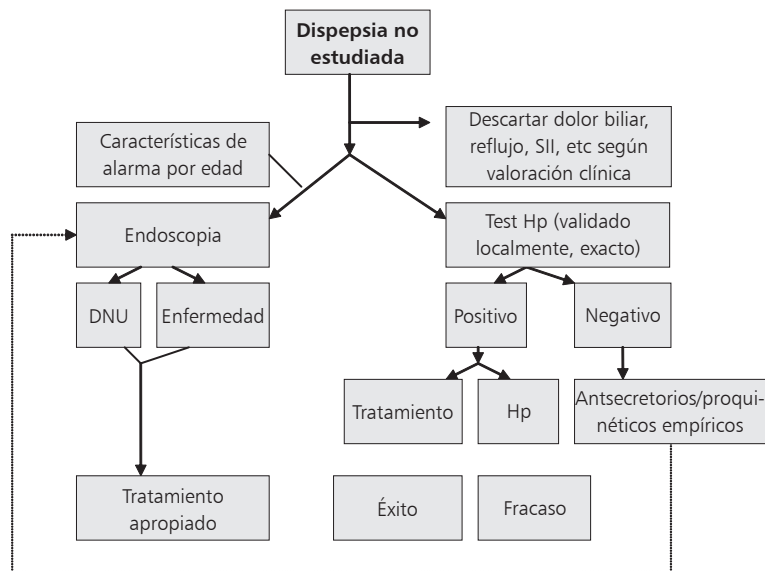 Dispepsia no
estudiada
Características de
alarma por edad
Descartar dolor biliar,
reflujo, SII, etc según
valoración clínica
Endoscopia
Test Hp (validado
localmente, exacto)
DNU
Enfermedad
Positivo
Negativo
Tratamiento
Hp
Antsecretorios/proqui-
néticos empíricos
Tratamiento
apropiado
Éxito
Fracaso